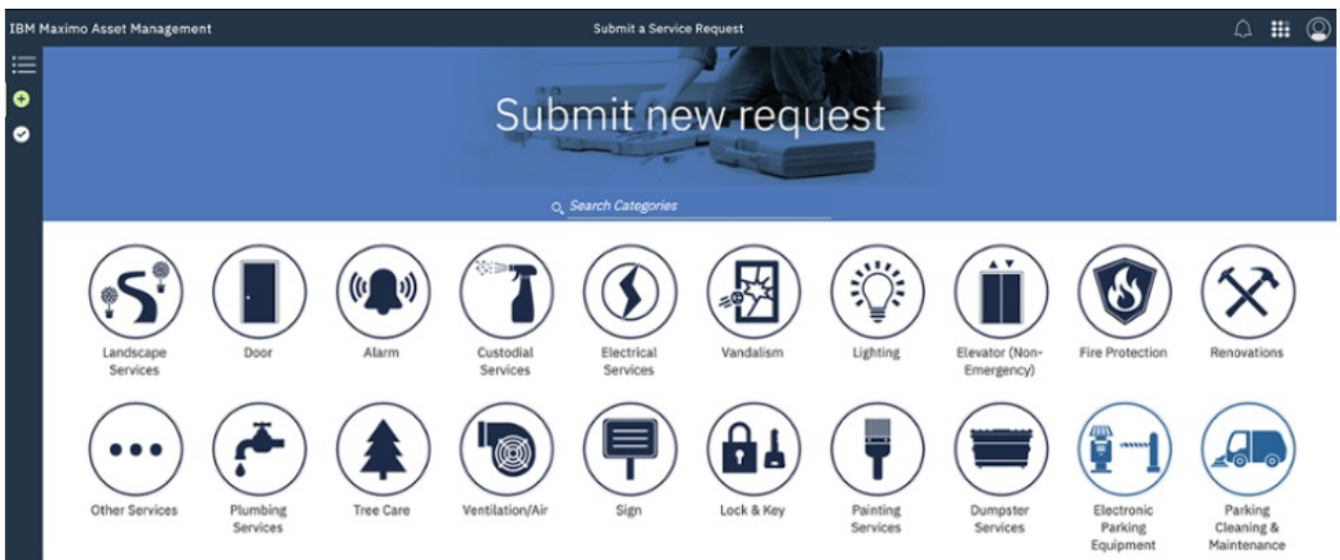 IBM Maximo Asset Management
Submit a Service Request
Submit new request
Search Categories
Landscape
Services
Door
Alarm
Custodial
Services
Electrical
Services
Vandalism
Lighting
Elevator (Non-
Emergency)
Fire Protection
Renovations
Other Services
Plumbing
Services
Tree Care
Ventilation/Air
Sign
Lock & Key
Painting
Services
Dumpster
Services
Electronic
Parking
Equipment
Parking
Cleaning &
Maintenance